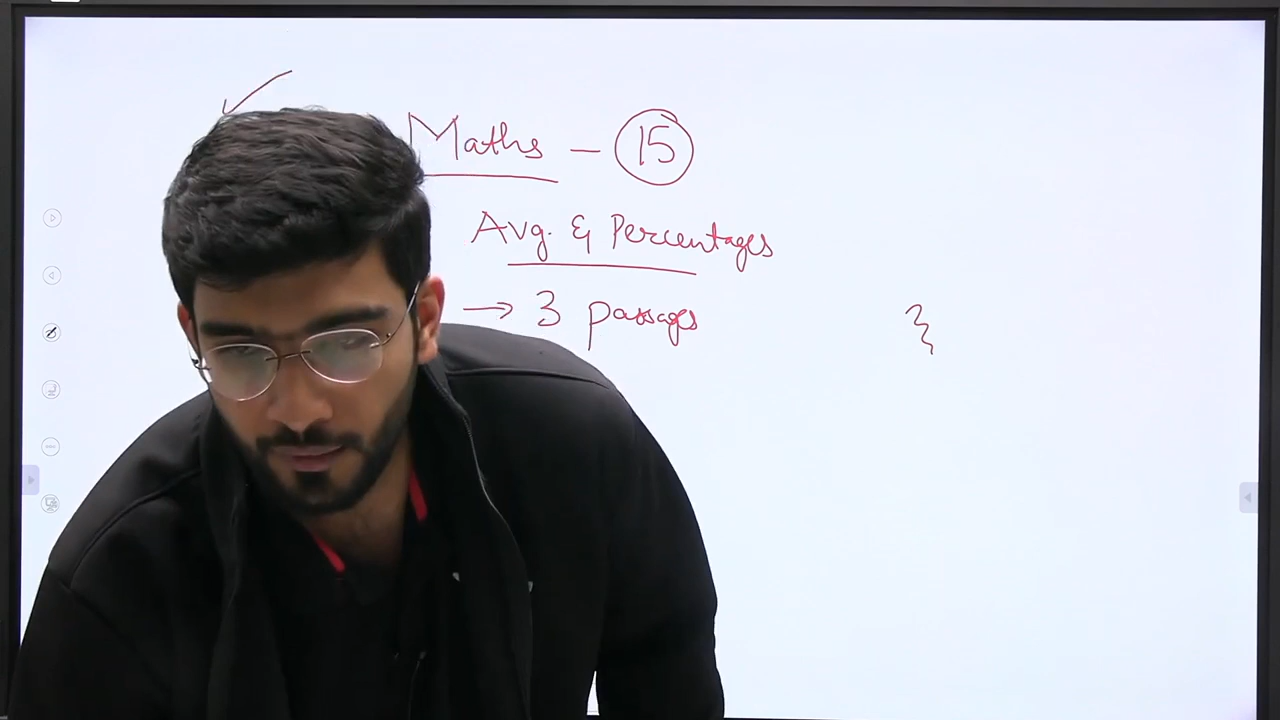 Maths – 15
Avg. & Percentages
→ 3 passages